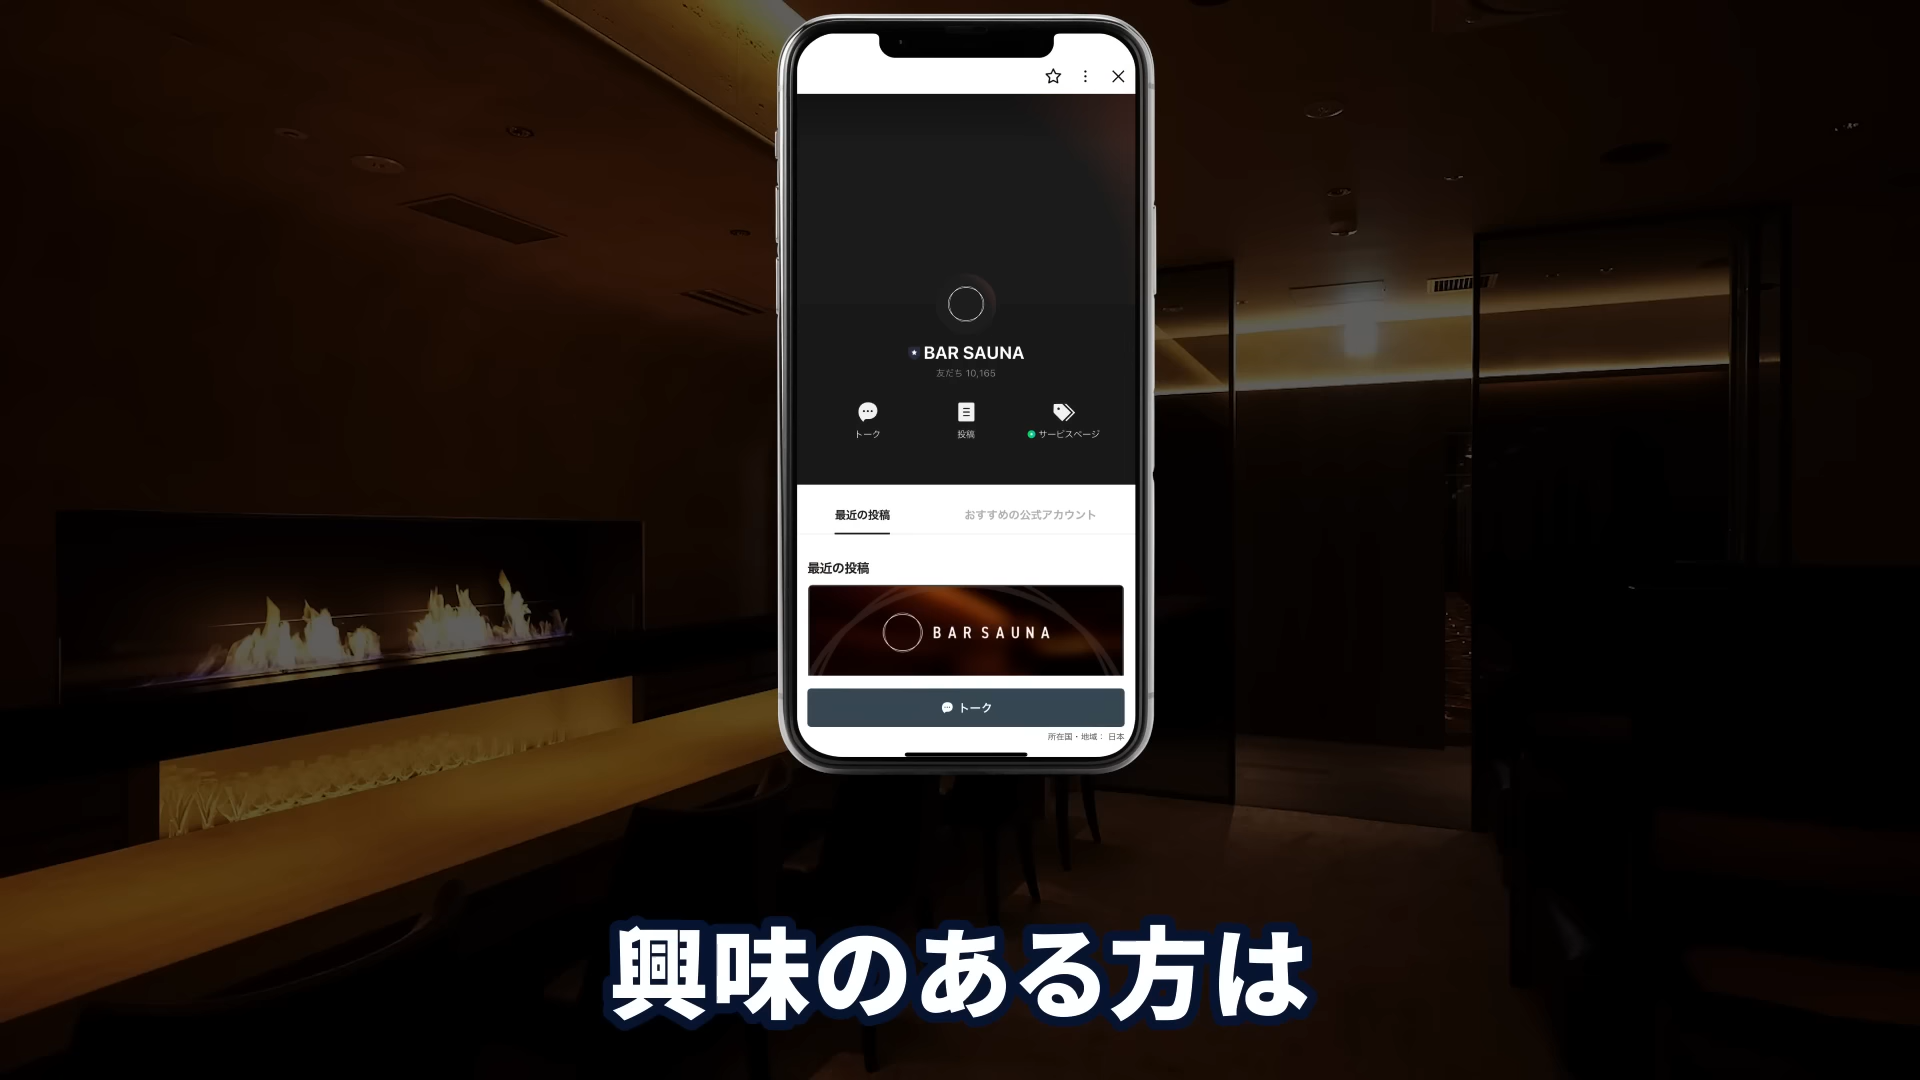 BAR SAUNA
友だち 10,165
トーク
投稿
サービスページ
最近の投稿
おすすめの公式アカウント
最近の投稿
BAR SAUNA
トーク
所在国・地域： 日本
興味のある方は